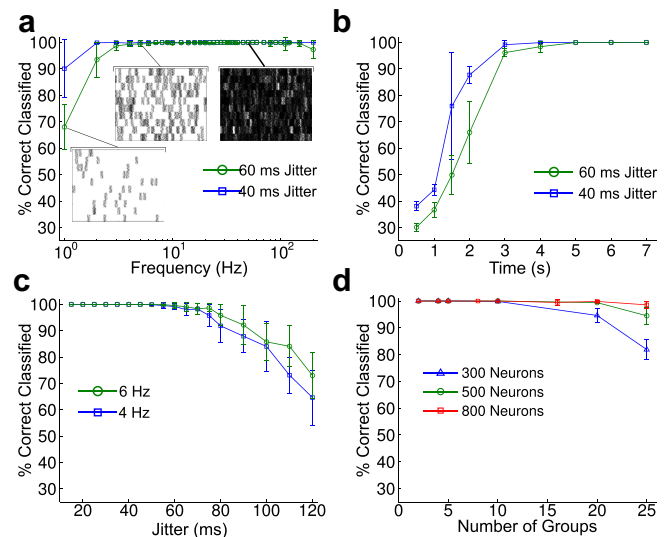 a
100
90
80
70
60
50
40
30
% Correct Classified
60 ms Jitter
40 ms Jitter
10^0 10^1 10^2
Frequency (Hz)
b
100
90
80
70
60
50
40
30
% Correct Classified
60 ms Jitter
40 ms Jitter
0 1 2 3 4 5 6 7
Time (s)
c
100
90
80
70
60
50
40
30
% Correct Classified
6 Hz
4 Hz
20 40 60 80 100 120
Jitter (ms)
d
100
90
80
70
60
50
40
30
% Correct Classified
300 Neurons
500 Neurons
800 Neurons
0 5 10 15 20 25
Number of Groups